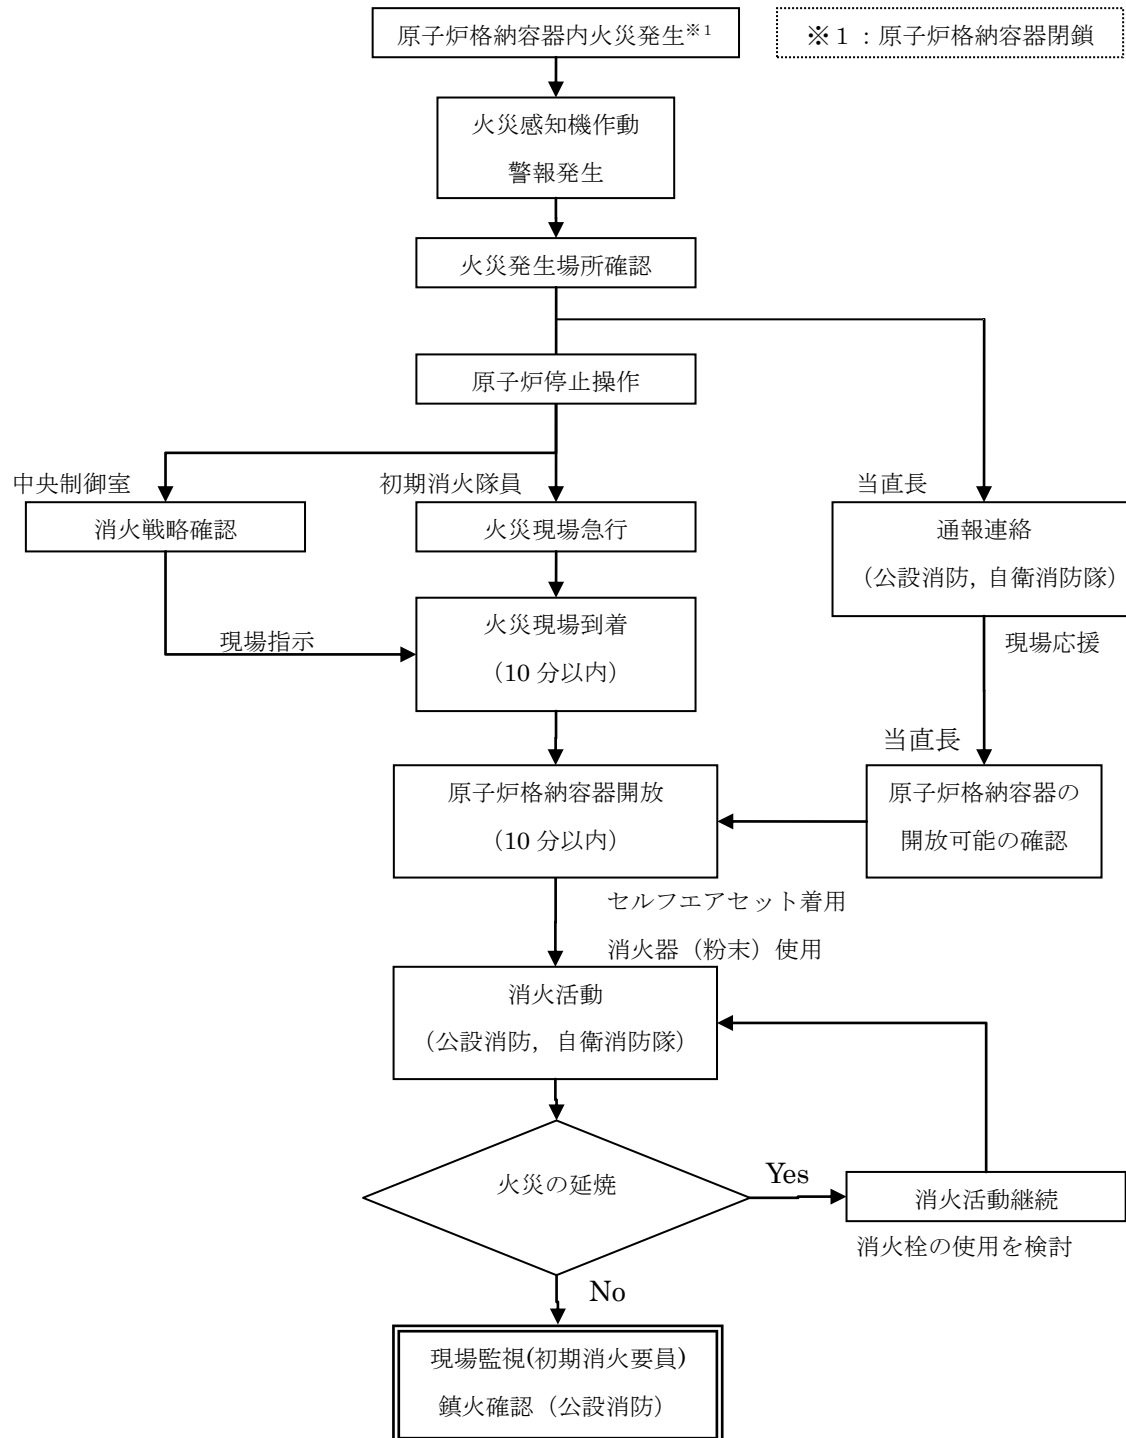 原子炉格納容器内火災発生※1
※1:原子炉格納容器閉鎖
火災感知機作動
警報発生
火災発生場所確認
原子炉停止操作
中央制御室
初期消火隊員
当直長
消火戦略確認
火災現場急行
通報連絡
(公設消防,自衛消防隊)
現場指示
火災現場到着
(10分以内)
現場応援
当直長
原子炉格納容器開放
(10分以内)
原子炉格納容器の
開放可能の確認
セルフエアセット着用
消火器(粉末)使用
消火活動
(公設消防,自衛消防隊)
火災の延焼
Yes
消火活動継続
消火栓の使用を検討
No
現場監視(初期消火要員)
鎮火確認(公設消防)